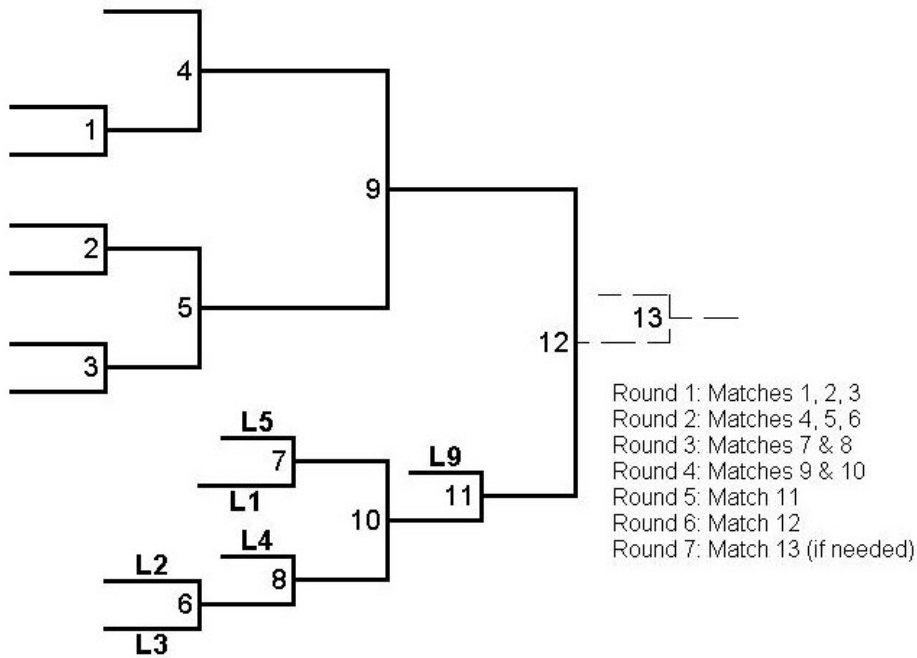 4
1
9
2
5
13
12
3
Round 1: Matches 1, 2, 3
Round 2: Matches 4, 5, 6
Round 3: Matches 7 & 8
Round 4: Matches 9 & 10
Round 5: Match 11
Round 6: Match 12
Round 7: Match 13 (if needed)
L5
7
L9
L1
11
10
L4
L2
8
6
L3